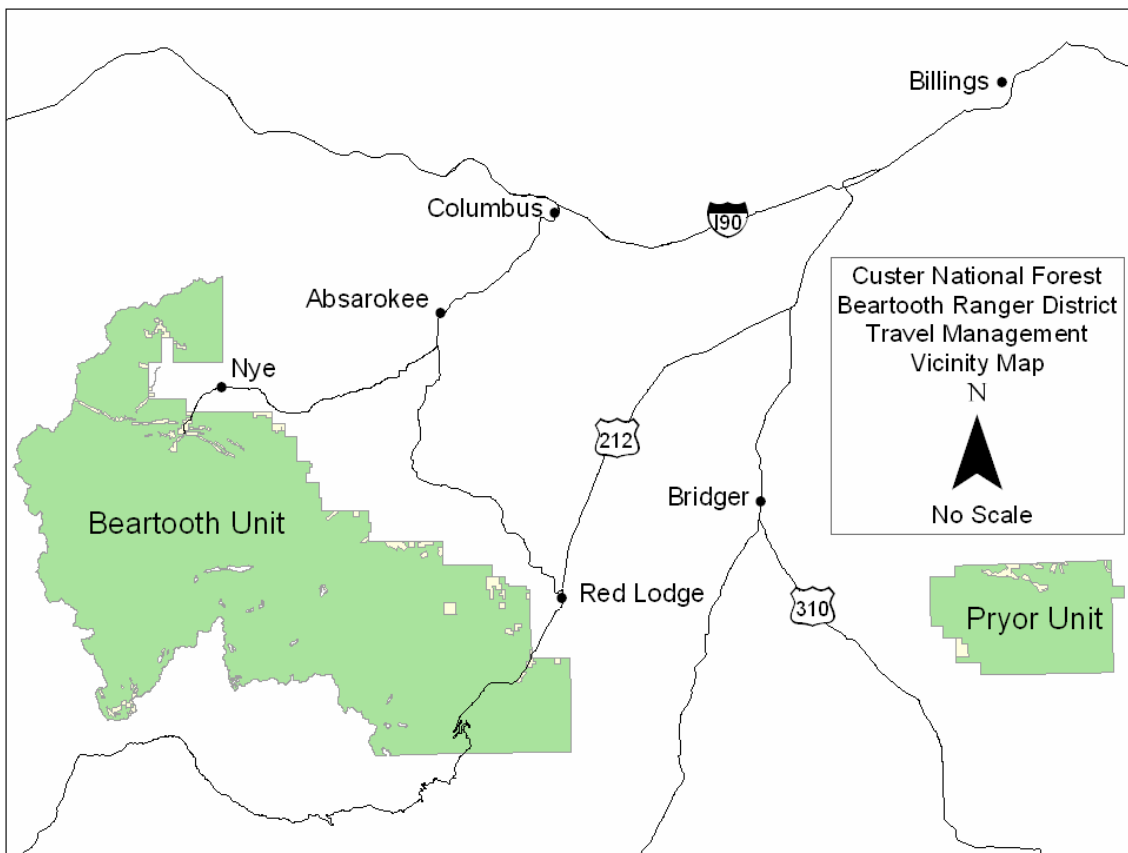 Billings
Columbus
I90
Custer National Forest
Beartooth Ranger District
Travel Management
Vicinity Map
N
No Scale
Absarokee
Nye
212
Bridger
Beartooth Unit
Red Lodge
310
Pryor Unit